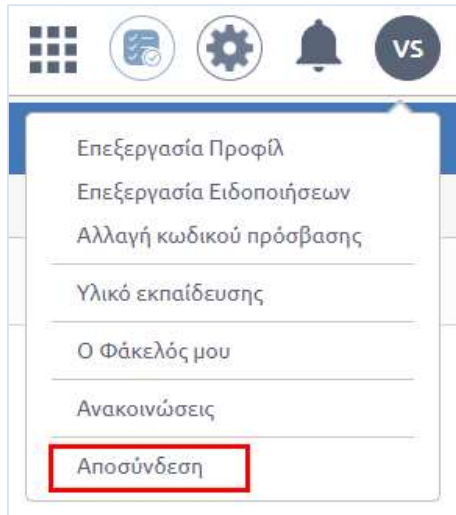 VS
Επεξεργασία Προφίλ
Επεξεργασία Ειδοποιήσεων
Αλλαγή κωδικού πρόσβασης
Υλικό εκπαίδευσης
Ο Φάκελός μου
Ανακοινώσεις
Αποσύνδεση